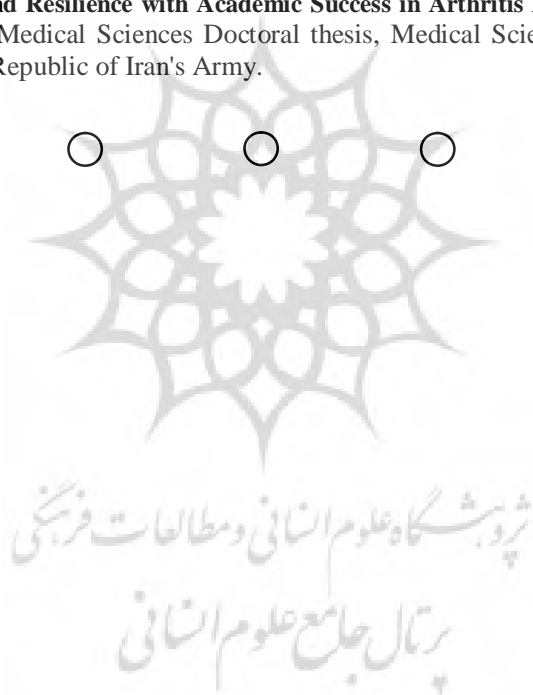 nd Resilience with Academic Success in Arthritis
Medical Sciences Doctoral thesis, Medical Scie
Republic of Iran's Army.
پژوهشگاه علوم انسانی و مطالعات فرهنگی
پرتال جامع علوم انسانی